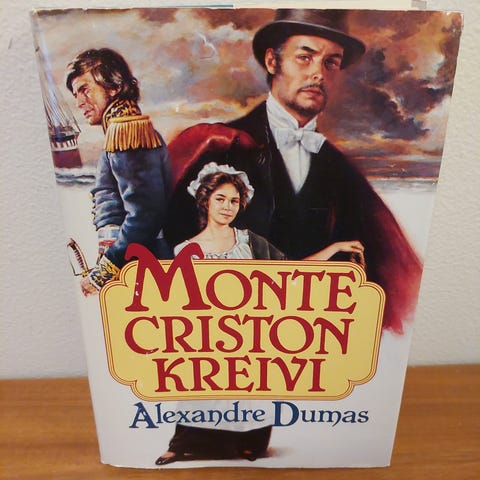 MONTE
CRISTON
KREIVI
Alexandre Dumas